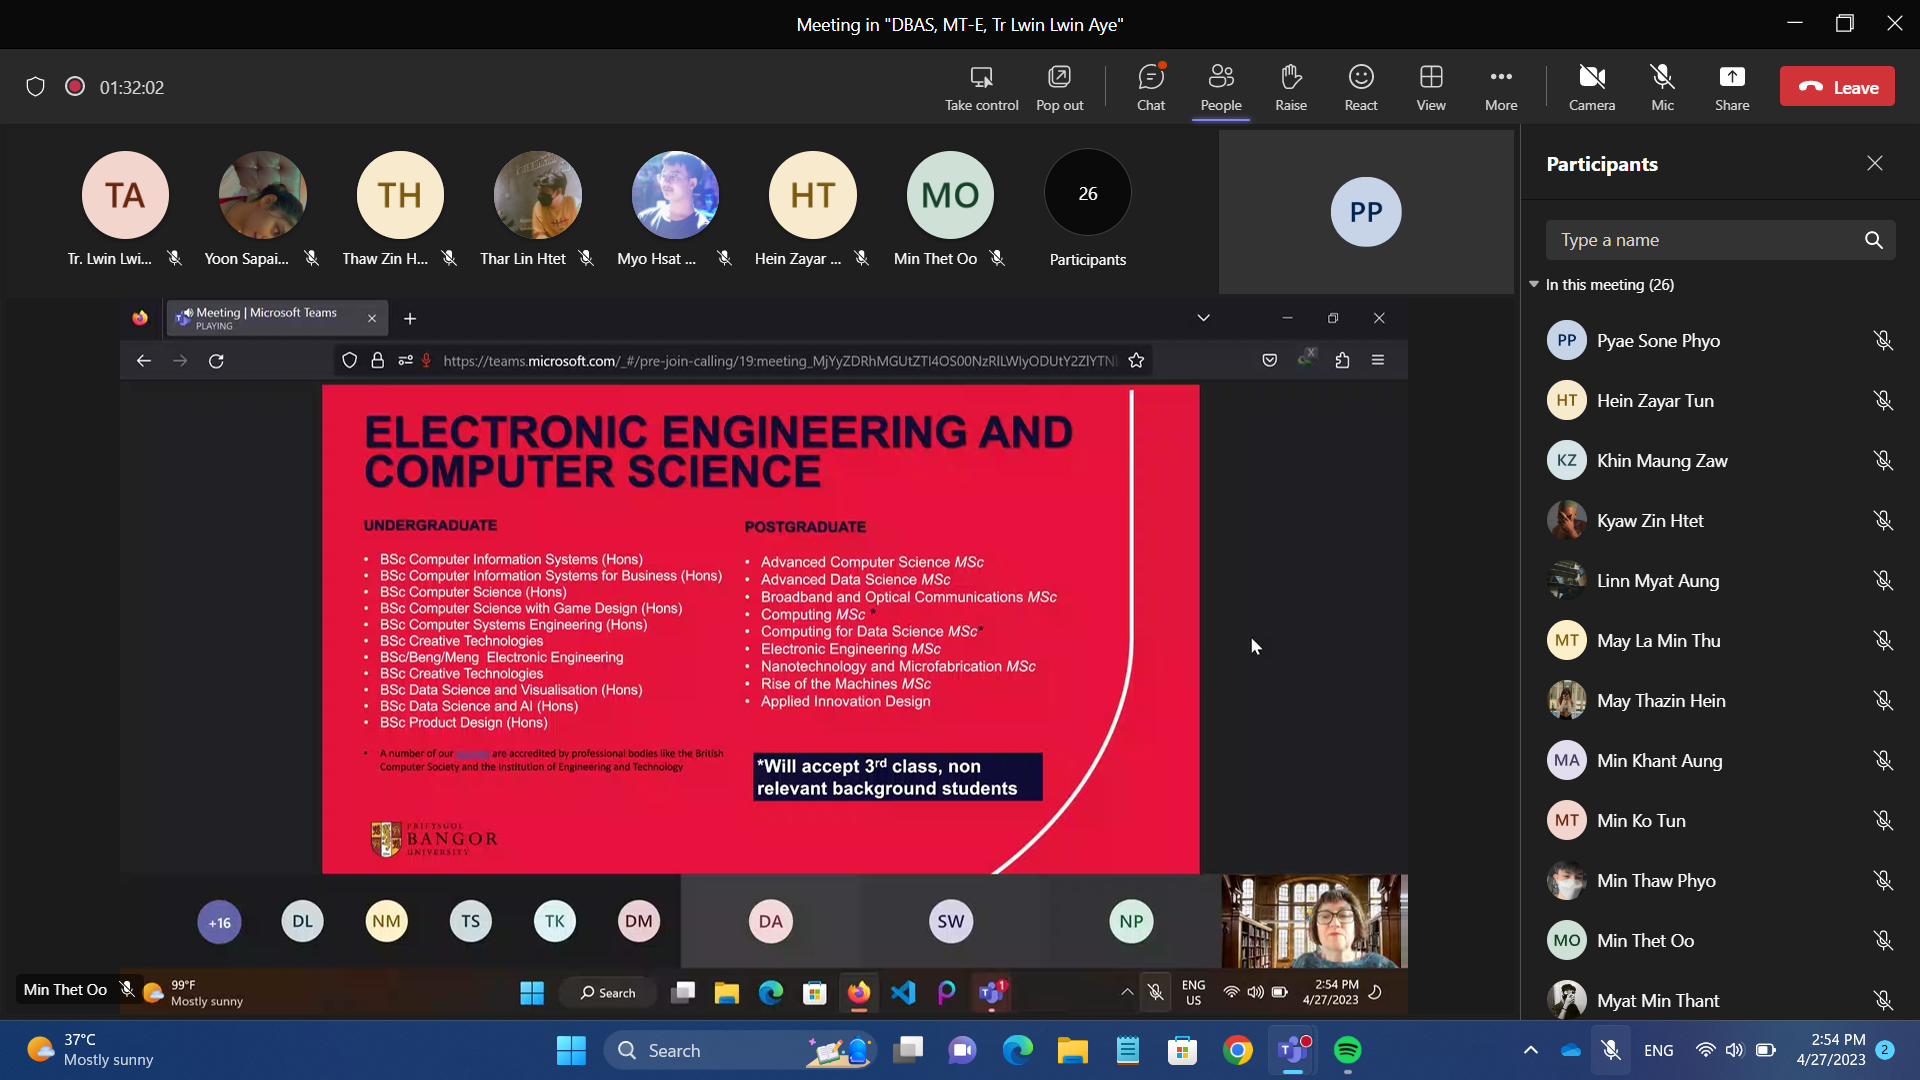 Meeting in "DBAS, MT-E, Tr Lwin Lwin Aye"
01:32:02
Take control
Pop out
Chat
People
Raise
React
View
More
Camera
Mic
Share
Leave
TA
TH
HT
MO
26
PP
Tr. Lwin Lwi...
Yoon Sapai...
Thaw Zin H...
Thar Lin Htet
Myo Hsat ...
Hein Zayar ...
Min Thet Oo
Participants
Participants
Type a name
In this meeting (26)
PP Pyae Sone Phyo
HT Hein Zayar Tun
KZ Khin Maung Zaw
Kyaw Zin Htet
Linn Myat Aung
MT May La Min Thu
May Thazin Hein
MA Min Khant Aung
MT Min Ko Tun
Min Thaw Phyo
MO Min Thet Oo
Myat Min Thant
Meeting | Microsoft Teams
PLAYING
ELECTRONIC ENGINEERING AND
COMPUTER SCIENCE
UNDERGRADUATE
• BSc Computer Information Systems (Hons)
• BSc Computer Information Systems for Business (Hons)
• BSc Computer Science (Hons)
• BSc Computer Science with Game Design (Hons)
• BSc Computer Systems Engineering (Hons)
• BSc Creative Technologies
• BSc/Beng/Meng Electronic Engineering
• BSc Creative Technologies
• BSc Data Science and Visualisation (Hons)
• BSc Data Science and AI (Hons)
• BSc Product Design (Hons)
• A number of our are accredited by professional bodies like the British
Computer Society and the Institution of Engineering and Technology
POSTGRADUATE
• Advanced Computer Science MSc
• Advanced Data Science MSc
• Broadband and Optical Communications MSc
• Computing MSc *
• Computing for Data Science MSc*
• Electronic Engineering MSc
• Nanotechnology and Microfabrication MSc
• Rise of the Machines MSc
• Applied Innovation Design
*Will accept 3rd class, non
relevant background students
PRIFYSGOL
BANGOR
UNIVERSITY
+16
DL
NM
TS
TK
DM
DA
SW
NP
Min Thet Oo
99°F
Mostly sunny
Search
1
ENG
US
2:54 PM
4/27/2023
37°C
Mostly sunny
Search
ENG
2:54 PM
4/27/2023
2